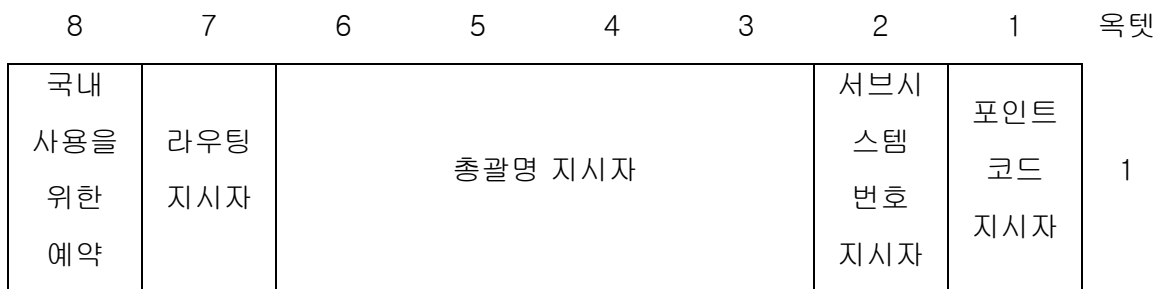 8 7 6 5 4 3 2 1 옥텟
국내
사용을
위한
예약
라우팅
지시자
총괄명 지시자
서브시
스템
번호
지시자
포인트
코드
지시자
1